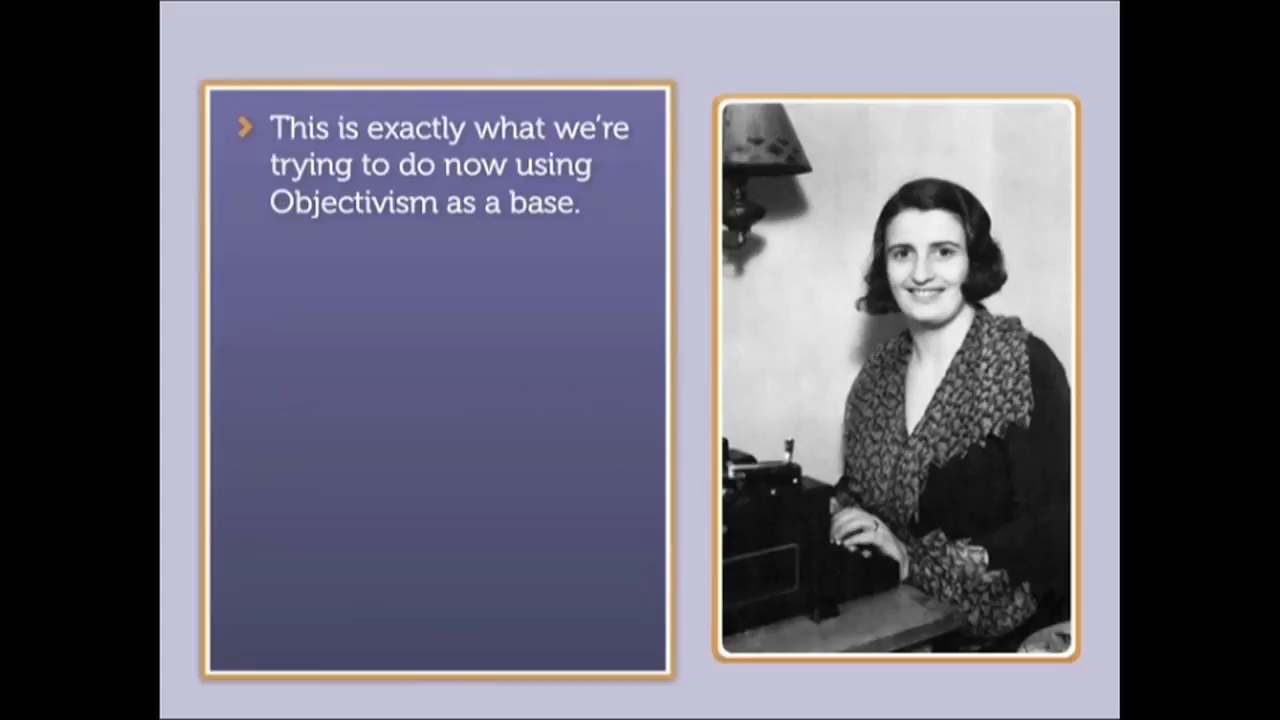 This is exactly what we're
trying to do now using
Objectivism as a base.